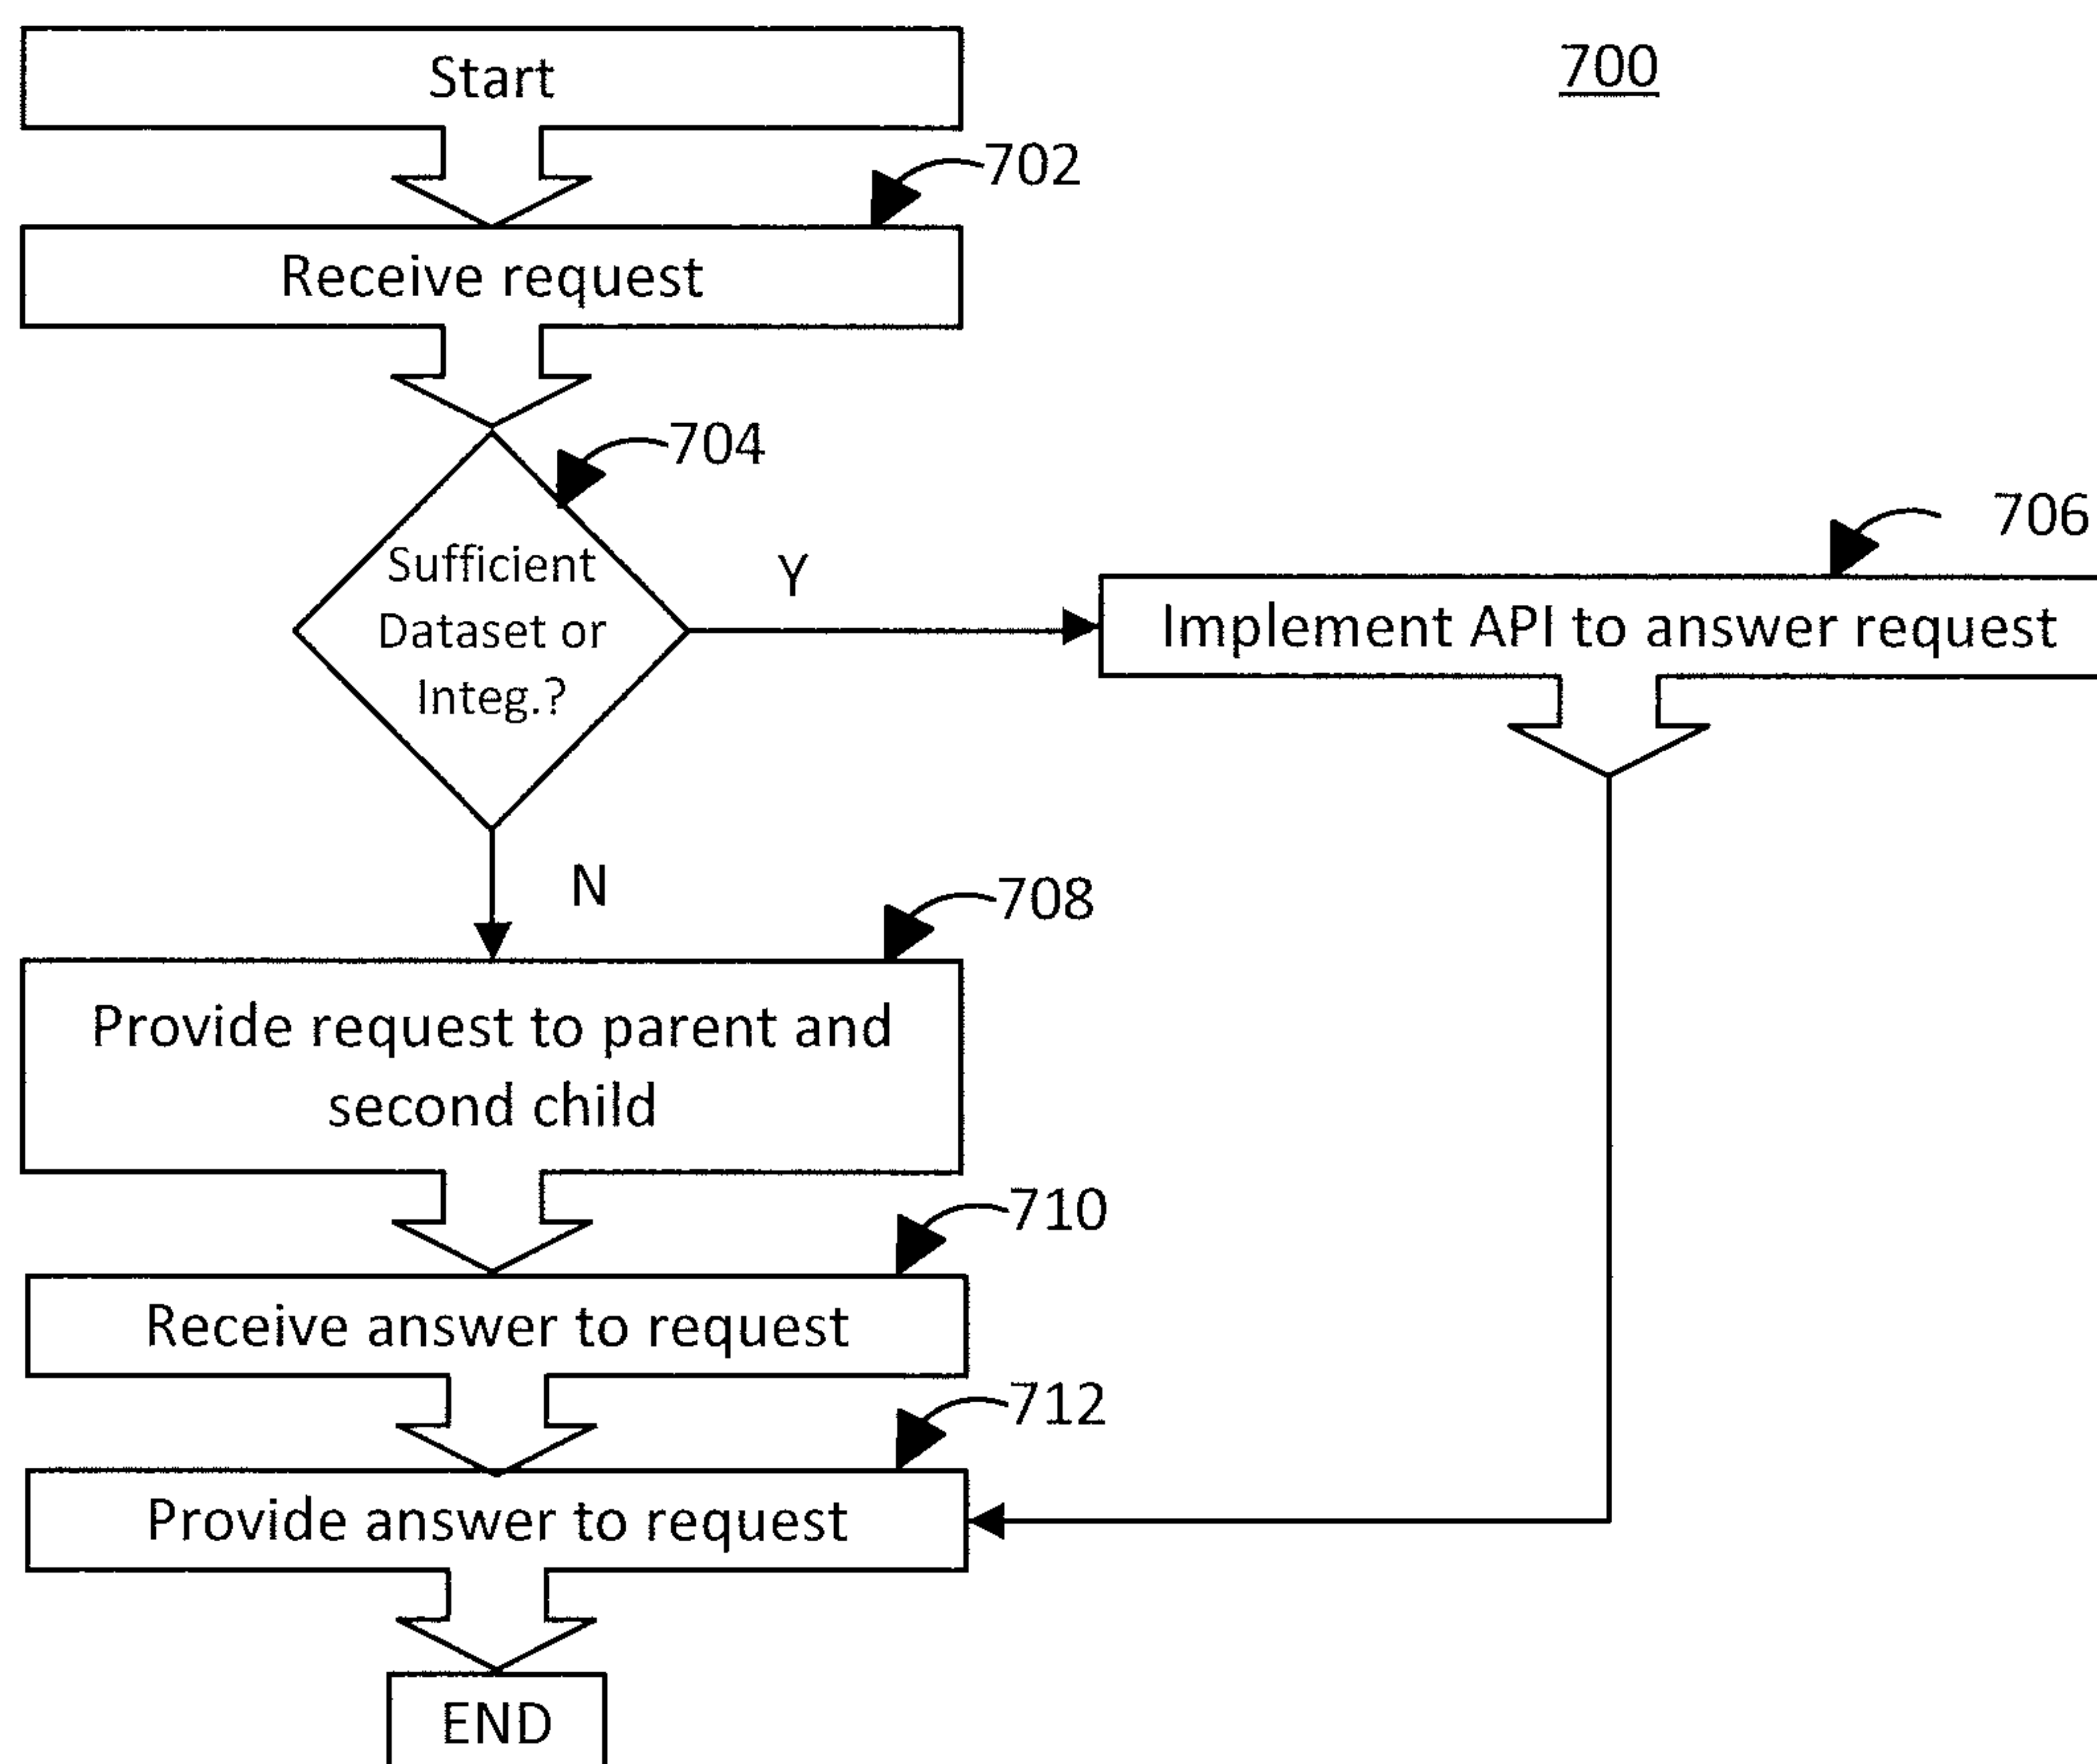 Start
700
702
Receive request
704
Sufficient
Dataset or
Integ.?
Y
706
Implement API to answer request
N
708
Provide request to parent and
second child
710
Receive answer to request
712
Provide answer to request
END